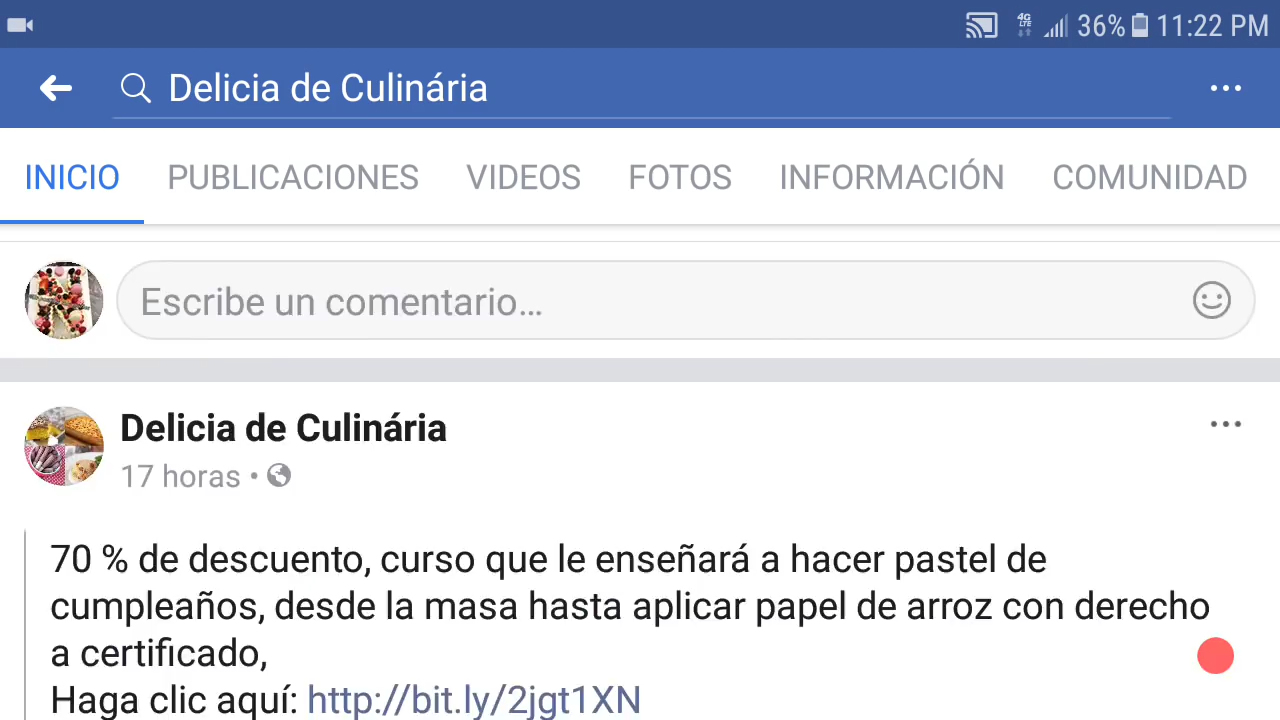 4G LTE 36% 11:22 PM
Delicia de Culinária
INICIO PUBLICACIONES VIDEOS FOTOS INFORMACIÓN COMUNIDAD
Escribe un comentario...
Delicia de Culinária
17 horas •
70 % de descuento, curso que le enseñará a hacer pastel de
cumpleaños, desde la masa hasta aplicar papel de arroz con derecho
a certificado,
Haga clic aquí: http://bit.ly/2jgt1XN